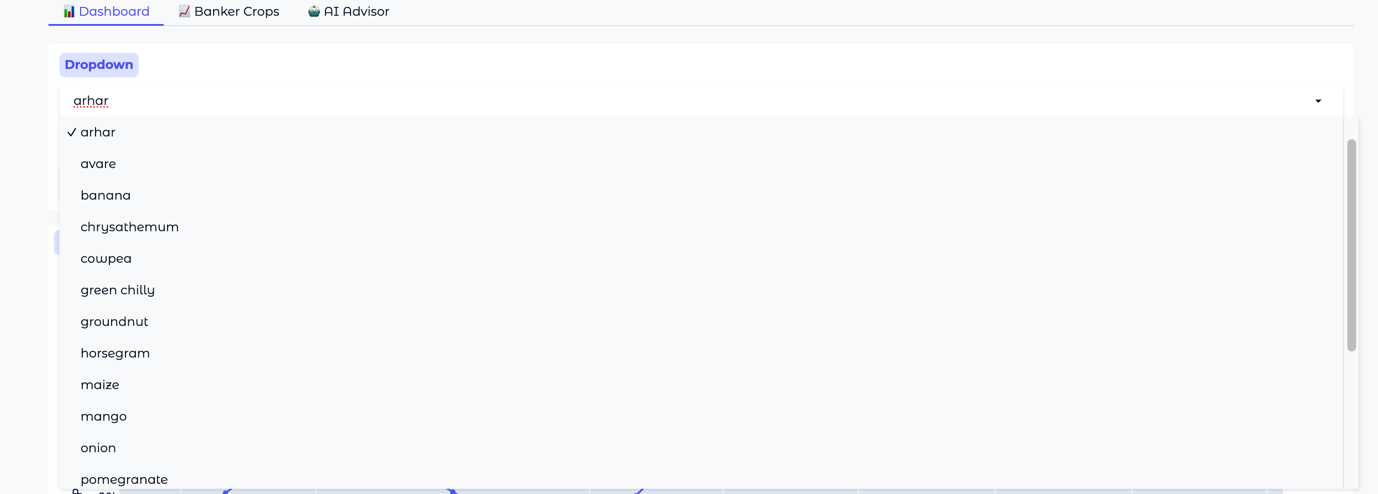 Dashboard Banker Crops AI Advisor
Dropdown
arhar
arhar
avare
banana
chrysathemum
cowpea
green chilly
groundnut
horsegram
maize
mango
onion
pomegranate